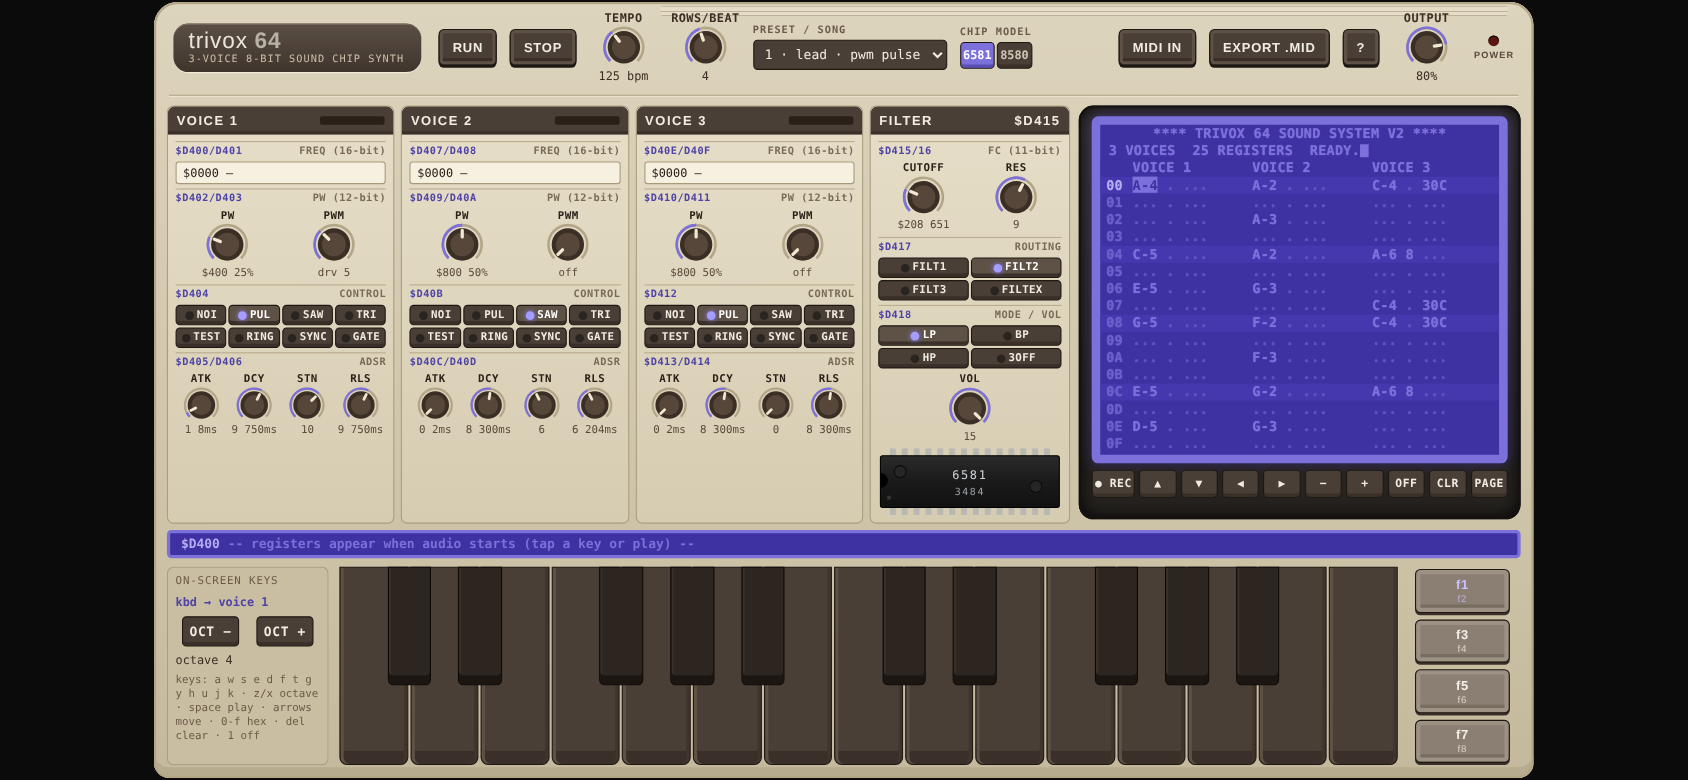 trivox 64
3-VOICE 8-BIT SOUND CHIP SYNTH
RUN
STOP
TEMPO
125 bpm
ROWS/BEAT
4
PRESET / SONG
1 · lead · pwm pulse
CHIP MODEL
6581 8580
MIDI IN
EXPORT .MID
?
OUTPUT
80%
POWER
VOICE 1
$D400/D401 FREQ (16-bit)
$0000 —
$D402/D403 PW (12-bit)
PW PWM
$400 25% drv 5
$D404 CONTROL
NOI PUL SAW TRI
TEST RING SYNC GATE
$D405/D406 ADSR
ATK DCY STN RLS
1 8ms 9 750ms 10 9 750ms
VOICE 2
$D407/D408 FREQ (16-bit)
$0000 —
$D409/D40A PW (12-bit)
PW PWM
$800 50% off
$D40B CONTROL
NOI PUL SAW TRI
TEST RING SYNC GATE
$D40C/D40D ADSR
ATK DCY STN RLS
0 2ms 8 300ms 6 6 204ms
VOICE 3
$D40E/D40F FREQ (16-bit)
$0000 —
$D410/D411 PW (12-bit)
PW PWM
$800 50% off
$D412 CONTROL
NOI PUL SAW TRI
TEST RING SYNC GATE
$D413/D414 ADSR
ATK DCY STN RLS
0 2ms 8 300ms 0 8 300ms
FILTER $D415
$D415/16 FC (11-bit)
CUTOFF RES
$208 651 9
$D417 ROUTING
FILT1 FILT2
FILT3 FILTEX
$D418 MODE / VOL
LP BP
HP 3OFF
VOL
15
6581
3484
**** TRIVOX 64 SOUND SYSTEM V2 ****
3 VOICES 25 REGISTERS READY.
VOICE 1 VOICE 2 VOICE 3
00 A-4 . ... A-2 . ... C-4 . 30C
01 ... . ... ... . ... ... . ...
02 ... . ... A-3 . ... ... . ...
03 ... . ... ... . ... ... . ...
04 C-5 . ... A-2 . ... A-6 8 ...
05 ... . ... ... . ... ... . ...
06 E-5 . ... G-3 . ... ... . ...
07 ... . ... ... . ... C-4 . 30C
08 G-5 . ... F-2 . ... C-4 . 30C
09 ... . ... ... . ... ... . ...
0A ... . ... F-3 . ... ... . ...
0B ... . ... ... . ... ... . ...
0C E-5 . ... G-2 . ... A-6 8 ...
0D ... . ... ... . ... ... . ...
0E D-5 . ... G-3 . ... ... . ...
0F ... . ... ... . ... ... . ...
● REC ▲ ▼ ◀ ▶ − + OFF CLR PAGE
$D400 -- registers appear when audio starts (tap a key or play) --
ON-SCREEN KEYS
kbd → voice 1
OCT − OCT +
octave 4
keys: a w s e d f t g
y h u j k · z/x octave
· space play · arrows
move · 0-f hex · del
clear · 1 off
f1
f2
f3
f4
f5
f6
f7
f8